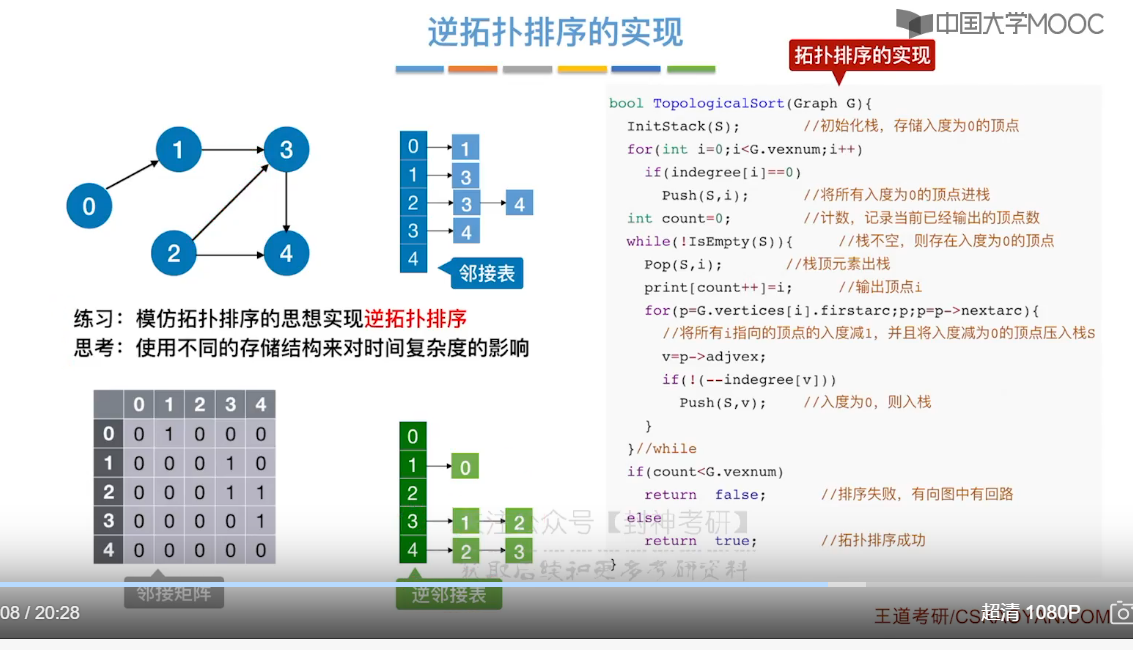 逆拓扑排序的实现
中国大学MOOC
拓扑排序的实现
0
1
2
3
4
0 1
1 3
2 3 4
3 4
4
邻接表
练习：模仿拓扑排序的思想实现逆拓扑排序
思考：使用不同的存储结构来对时间复杂度的影响
0 1 2 3 4
0 0 1 0 0 0
1 0 0 0 1 0
2 0 0 0 1 1
3 0 0 0 0 1
4 0 0 0 0 0
邻接矩阵
0
1 0
2
3 1 2
4 2 3
逆邻接表
bool TopologicalSort(Graph G){
InitStack(S); //初始化栈，存储入度为0的顶点
for(int i=0;i<G.vexnum;i++)
if(indegree[i]==0)
Push(S,i); //将所有入度为0的顶点进栈
int count=0; //计数，记录当前已经输出的顶点数
while(!IsEmpty(S)){ //栈不空，则存在入度为0的顶点
Pop(S,i); //栈顶元素出栈
print[count++]=i; //输出顶点i
for(p=G.vertices[i].firstarc;p;p=p->nextarc){
//将所有i指向的顶点的入度减1，并且将入度减为0的顶点压入栈S
v=p->adjvex;
if(!(--indegree[v]))
Push(S,v); //入度为0，则入栈
}
}//while
if(count<G.vexnum)
return false; //排序失败，有向图中有回路
else
return true; //拓扑排序成功
}
公众号【封神考研】
获取后续和更多考研资料
08 / 20:28
超清 1080P
王道考研/CSKAOYAN.COM